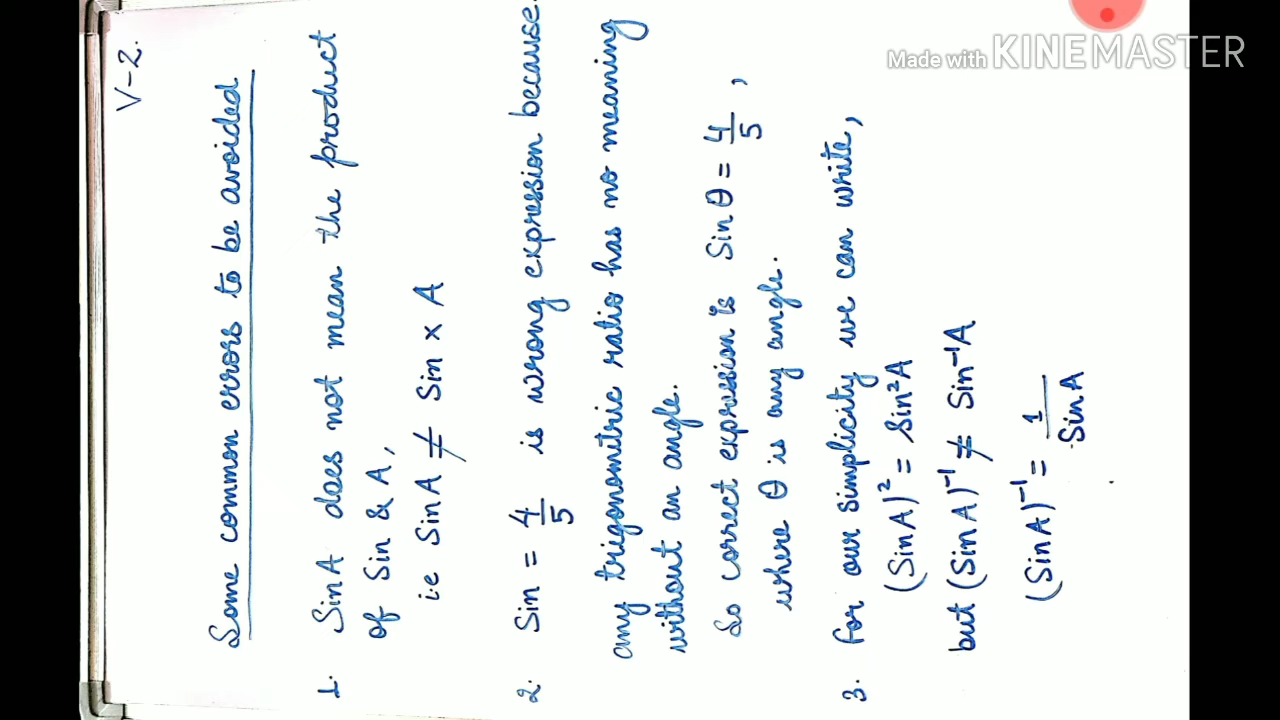 V-2.
Some common errors to be avoided
1. Sin A does not mean the product
of Sin & A,
i.e Sin A ≠ Sin × A
2. Sin = 4/5 is wrong expression because.
any trigonometric ratio has no meaning
without an angle.
So correct expression is Sin θ = 4/5,
where θ is any angle.
3. For our simplicity we can write,
(Sin A)² = Sin²A
but (Sin A)⁻¹ ≠ Sin⁻¹A
(Sin A)⁻¹ = 1/Sin A
Made with KINEMASTER